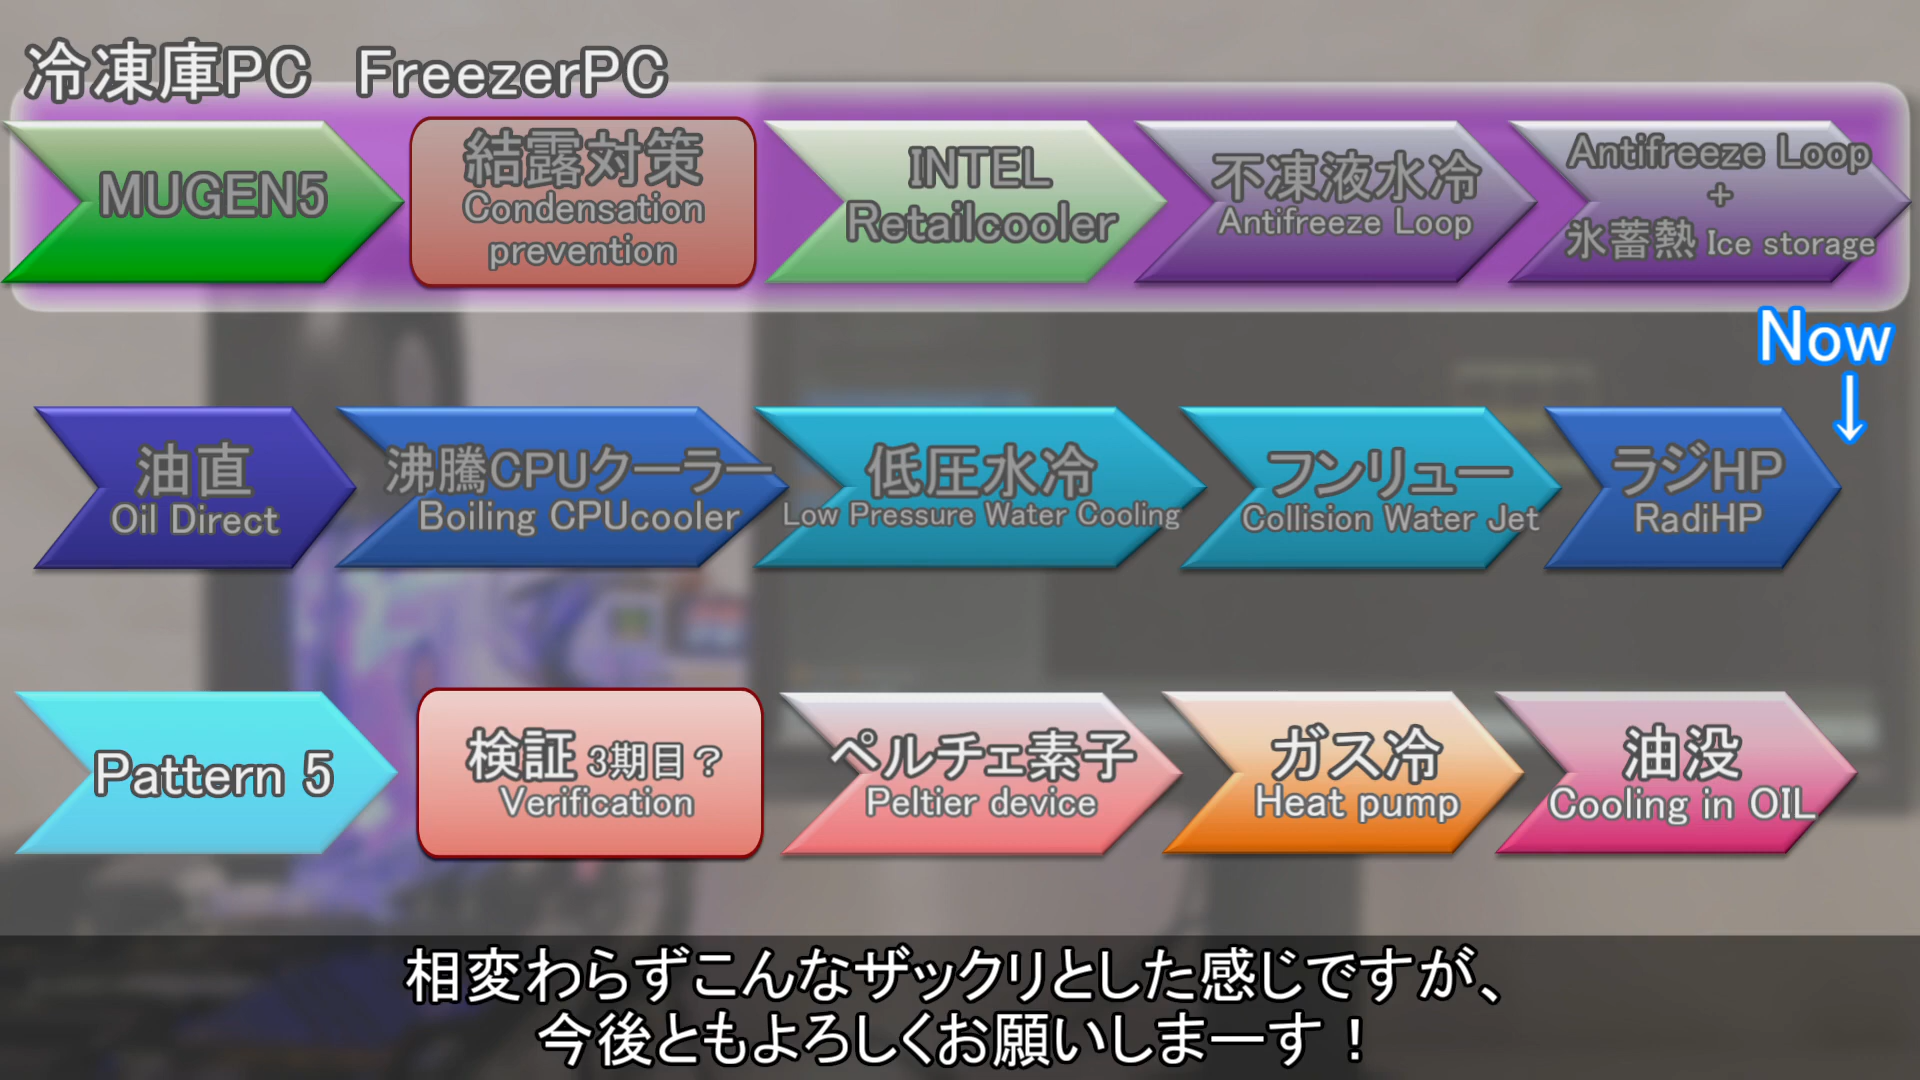 冷凍庫PC FreezerPC
MUGEN5
結露対策
Condensation
prevention
INTEL
Retailcooler
不凍液水冷
Antifreeze Loop
Antifreeze Loop
+
氷蓄熱 Ice storage
Now
↓
油直
Oil Direct
沸騰CPUクーラー
Boiling CPUcooler
低圧水冷
Low Pressure Water Cooling
フンリュー
Collision Water Jet
ラジHP
RadiHP
Pattern 5
検証 3期目？
Verification
ペルチェ素子
Peltier device
ガス冷
Heat pump
油没
Cooling in OIL
相変わらずこんなザックリとした感じですが、
今後ともよろしくお願いしまーす！